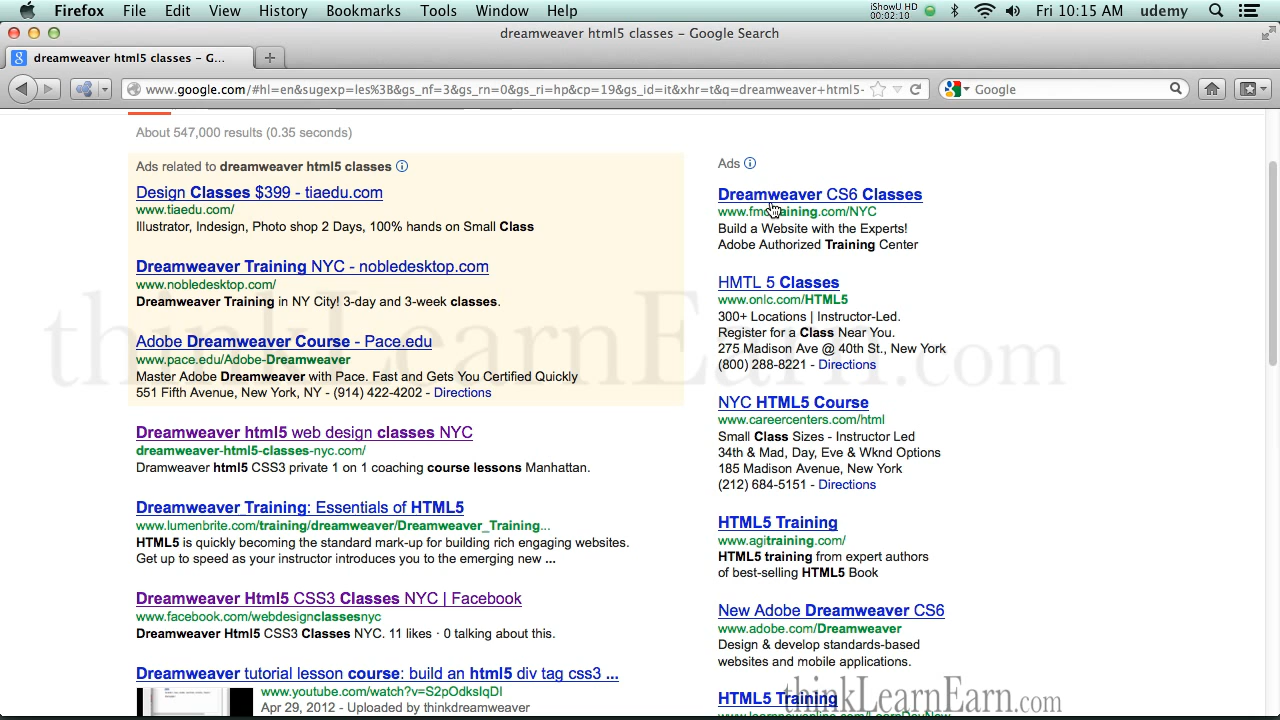 Firefox File Edit View History Bookmarks Tools Window Help
iShowU HD
00:02:10
Fri 10:15 AM udemy
dreamweaver html5 classes – Google Search
dreamweaver html5 classes – G...
www.google.com/#hl=en&sugexp=les%3B&gs_nf=3&gs_rn=0&gs_ri=hp&cp=19&gs_id=it&xhr=t&q=dreamweaver+html5-
Google
About 547,000 results (0.35 seconds)
Ads related to dreamweaver html5 classes
Design Classes $399 - tiaedu.com
www.tiaedu.com/
Illustrator, Indesign, Photo shop 2 Days, 100% hands on Small Class
Dreamweaver Training NYC - nobledesktop.com
www.nobledesktop.com/
Dreamweaver Training in NY City! 3-day and 3-week classes.
Adobe Dreamweaver Course - Pace.edu
www.pace.edu/Adobe-Dreamweaver
Master Adobe Dreamweaver with Pace. Fast and Gets You Certified Quickly
551 Fifth Avenue, New York, NY - (914) 422-4202 - Directions
Dreamweaver html5 web design classes NYC
dreamweaver-html5-classes-nyc.com/
Dramweaver html5 CSS3 private 1 on 1 coaching course lessons Manhattan.
Dreamweaver Training: Essentials of HTML5
www.lumenbrite.com/training/dreamweaver/Dreamweaver_Training...
HTML5 is quickly becoming the standard mark-up for building rich engaging websites.
Get up to speed as your instructor introduces you to the emerging new ...
Dreamweaver Html5 CSS3 Classes NYC | Facebook
www.facebook.com/webdesignclassesnyc
Dreamweaver Html5 CSS3 Classes NYC. 11 likes · 0 talking about this.
Dreamweaver tutorial lesson course: build an html5 div tag css3 ...
www.youtube.com/watch?v=S2pOdksIqDI
Apr 29, 2012 - Uploaded by thinkdreamweaver
Ads
Dreamweaver CS6 Classes
Build a Website with the Experts!
Adobe Authorized Training Center
HMTL 5 Classes
www.onlc.com/HTML5
300+ Locations | Instructor-Led.
Register for a Class Near You.
275 Madison Ave @ 40th St., New York
(800) 288-8221 - Directions
NYC HTML5 Course
www.careercenters.com/html
Small Class Sizes - Instructor Led
34th & Mad, Day, Eve & Wknd Options
185 Madison Avenue, New York
(212) 684-5151 - Directions
HTML5 Training
www.agitraining.com/
HTML5 training from expert authors
of best-selling HTML5 Book
New Adobe Dreamweaver CS6
www.adobe.com/Dreamweaver
Design & develop standards-based
websites and mobile applications.
HTML5 Training
thinkLearnEarn.com
thinkLearnEarn.com